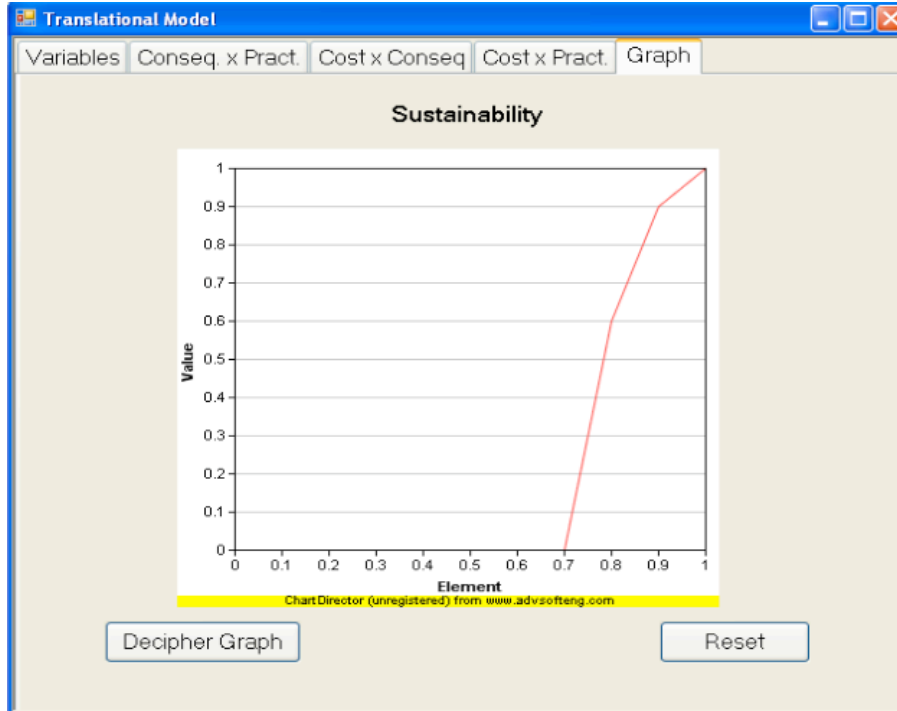 Translational Model
Variables Conseq. x Pract. Cost x Conseq Cost x Pract. Graph
Sustainability
1
0.9
0.8
0.7
0.6
0.5
0.4
0.3
0.2
0.1
0
Value
0 0.1 0.2 0.3 0.4 0.5 0.6 0.7 0.8 0.9 1
Element
ChartDirector (unregistered) from www.advsofteng.com
Decipher Graph Reset